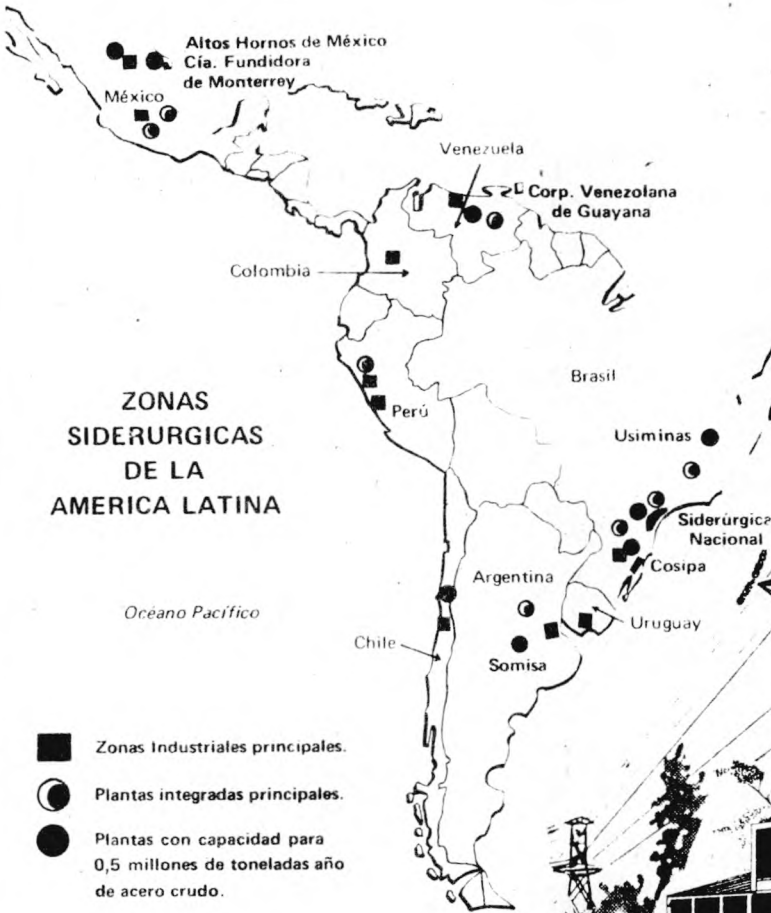 Altos Hornos de México
Cía. Fundidora
de Monterrey
México
Venezuela
Corp. Venezolana
de Guayana
Colombia
Brasil
ZONAS
SIDERURGICAS
DE LA
AMERICA LATINA
Perú
Usiminas
Siderúrgica
Nacional
Cosipa
Argentina
Océano Pacífico
Uruguay
Chile
Somisa
Zonas Industriales principales.
Plantas integradas principales.
Plantas con capacidad para
0,5 millones de toneladas año
de acero crudo.